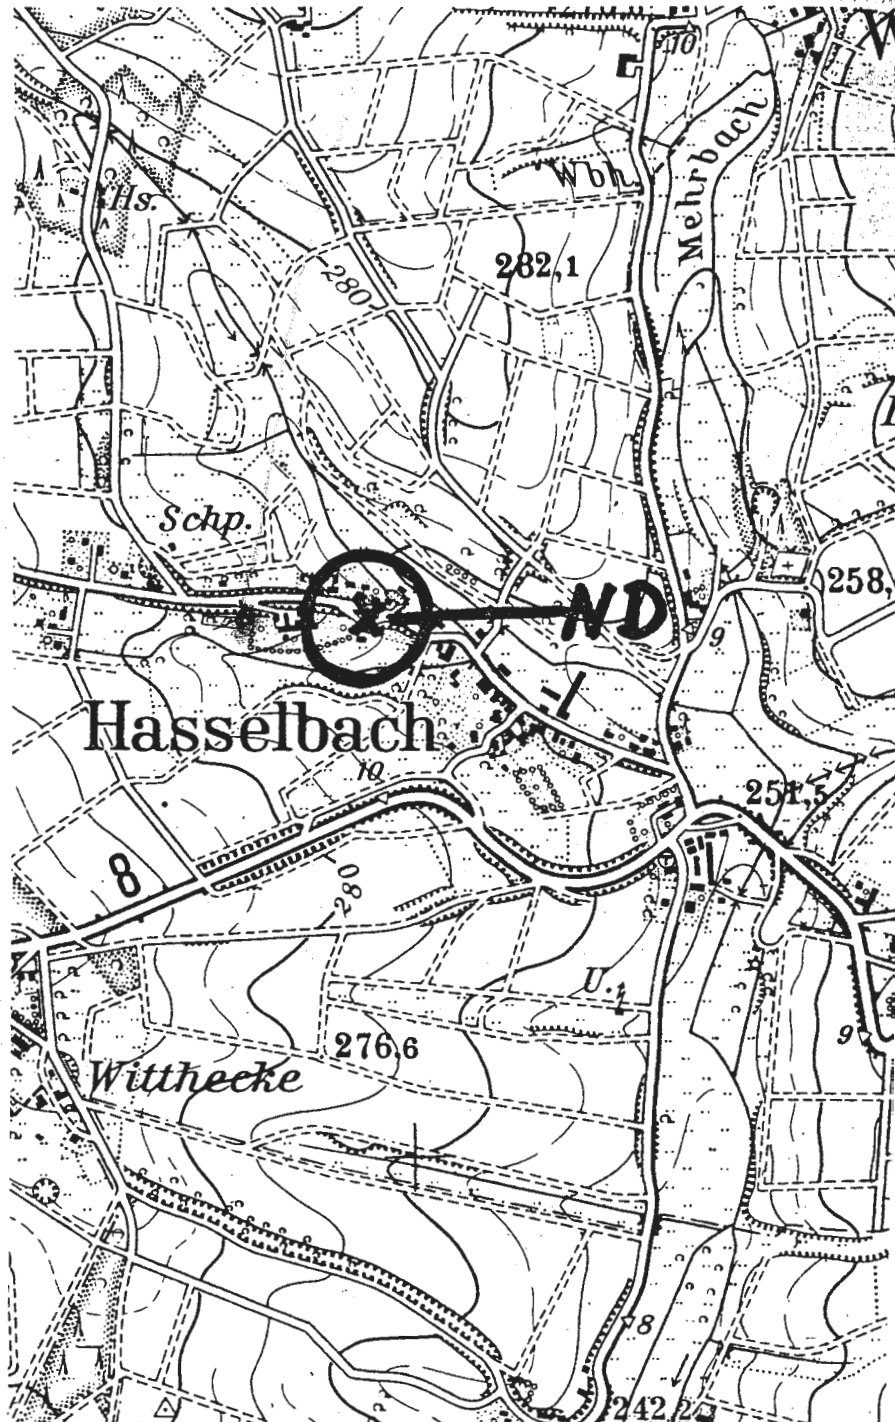 10
Mehrbach
Wbh.
Hs.
282,1
280
Schp.
258,
ND
9
Hasselbach
10
251,5
8
280
U.
276,6
9
Witthecke
8
242,2